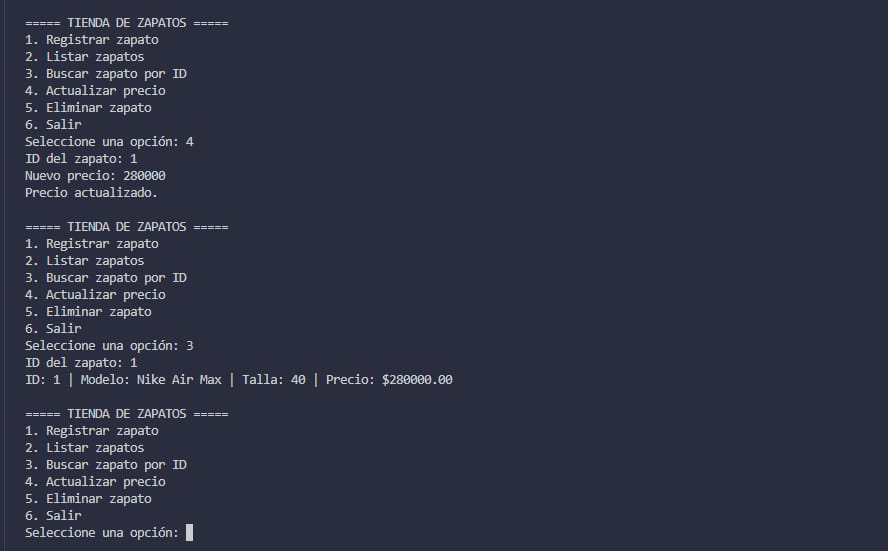 ===== TIENDA DE ZAPATOS =====
1. Registrar zapato
2. Listar zapatos
3. Buscar zapato por ID
4. Actualizar precio
5. Eliminar zapato
6. Salir
Seleccione una opción: 4
ID del zapato: 1
Nuevo precio: 280000
Precio actualizado.

===== TIENDA DE ZAPATOS =====
1. Registrar zapato
2. Listar zapatos
3. Buscar zapato por ID
4. Actualizar precio
5. Eliminar zapato
6. Salir
Seleccione una opción: 3
ID del zapato: 1
ID: 1 | Modelo: Nike Air Max | Talla: 40 | Precio: $280000.00

===== TIENDA DE ZAPATOS =====
1. Registrar zapato
2. Listar zapatos
3. Buscar zapato por ID
4. Actualizar precio
5. Eliminar zapato
6. Salir
Seleccione una opción: